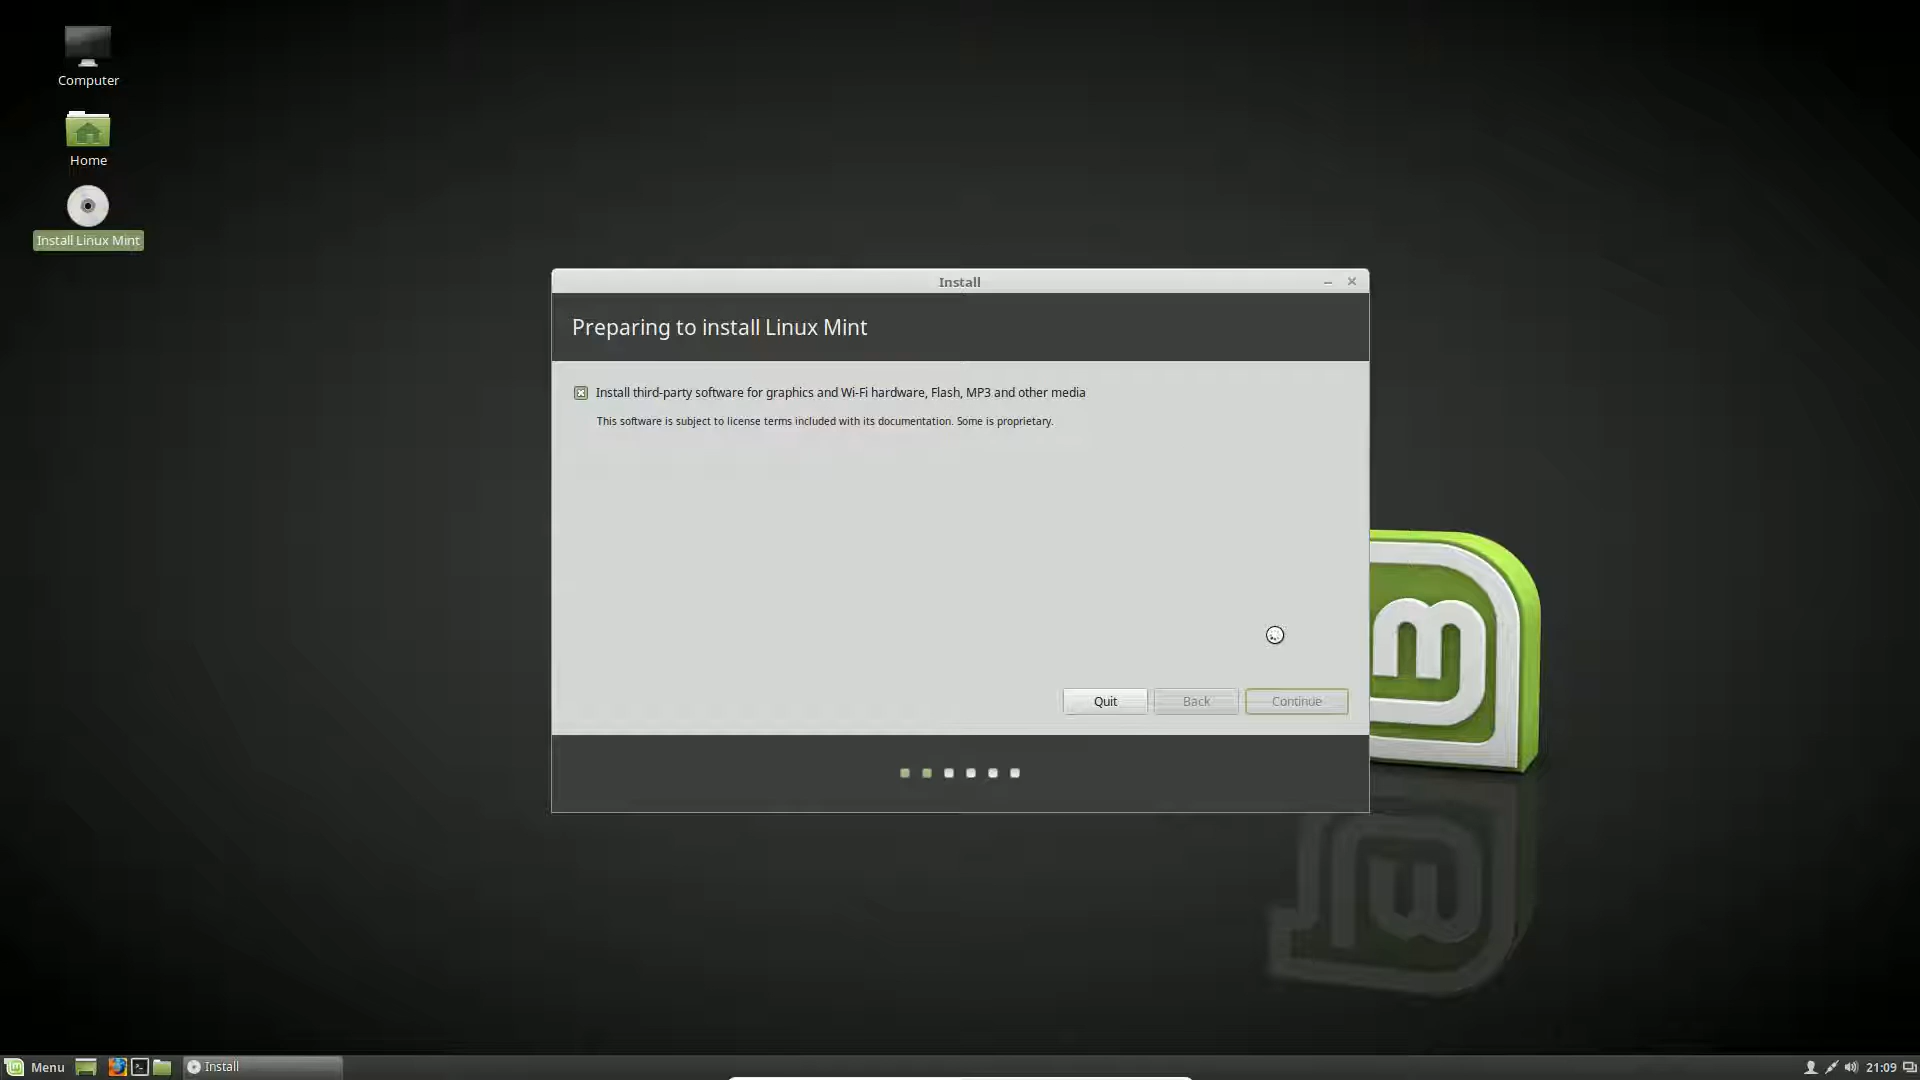 Computer
Home
Install Linux Mint
Install
Preparing to install Linux Mint
Install third-party software for graphics and Wi-Fi hardware, Flash, MP3 and other media
This software is subject to license terms included with its documentation. Some is proprietary.
Quit
Back
Continue
Menu
Install
21:09